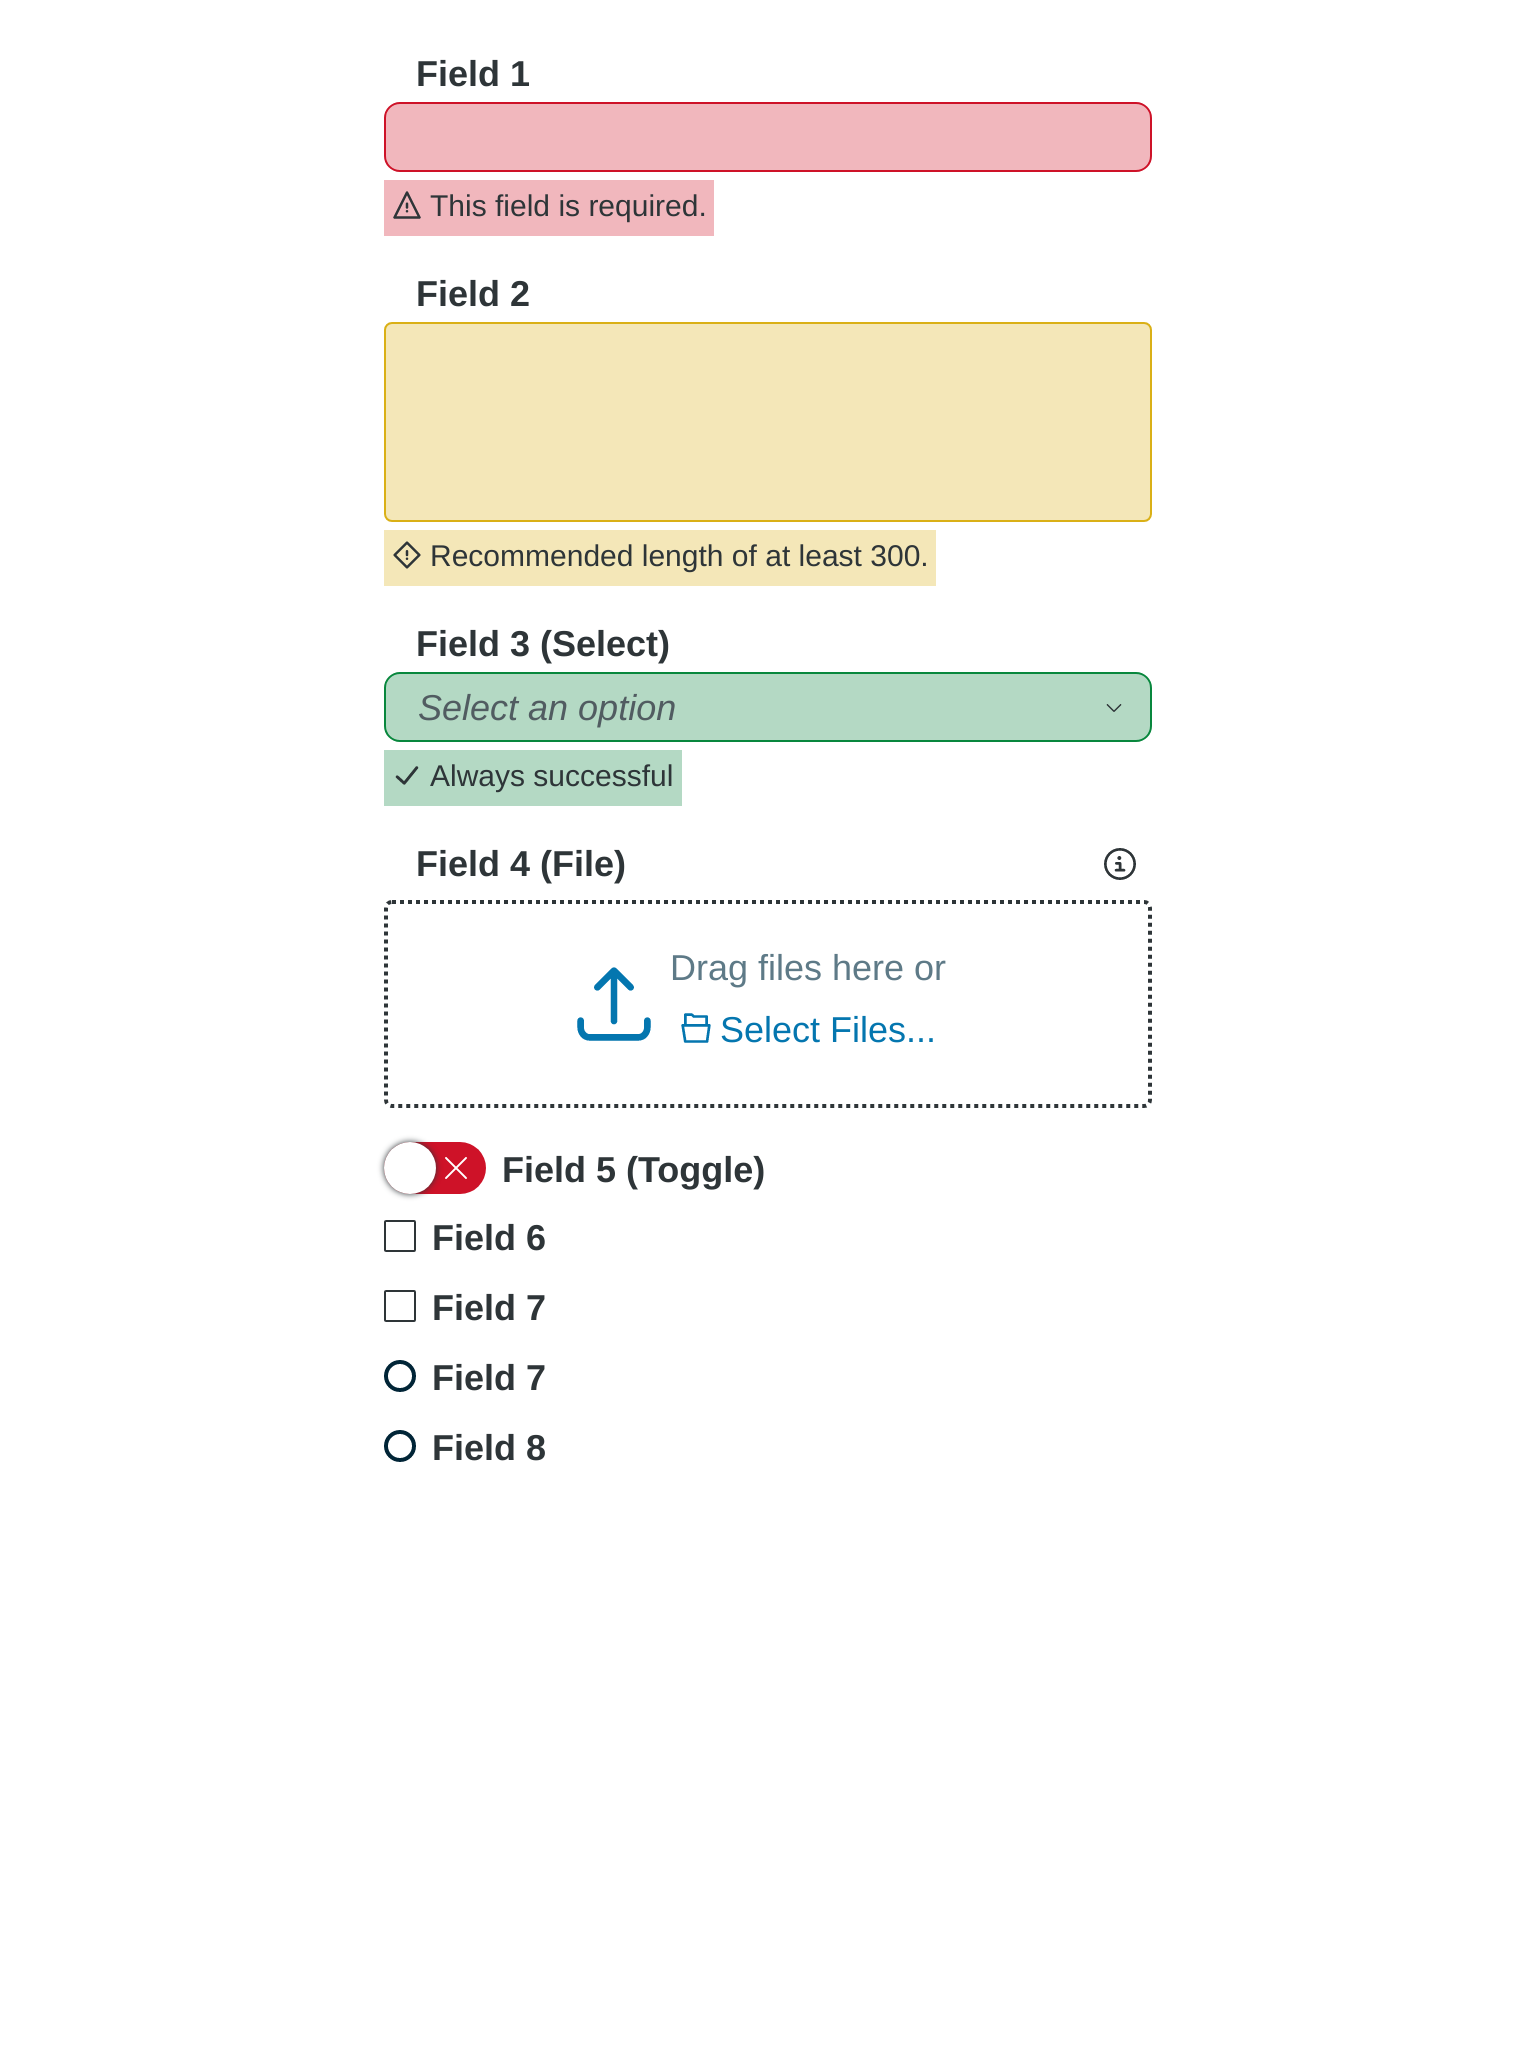 Field 1
This field is required.
Field 2
Recommended length of at least 300.
Field 3 (Select)
Select an option
Always successful
Field 4 (File)
Drag files here or
Select Files...
Field 5 (Toggle)
Field 6
Field 7
Field 7
Field 8